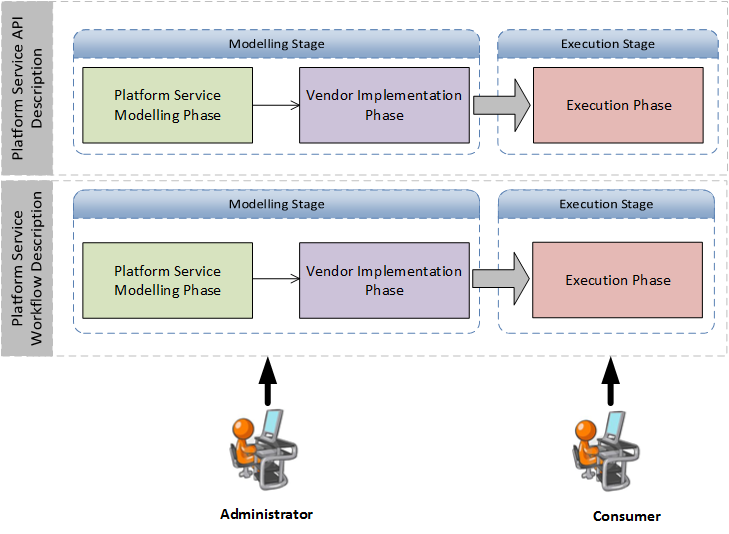 Platform Service API
Description
Modelling Stage
Execution Stage
Platform Service
Modelling Phase
Vendor Implementation
Phase
Execution Phase
Platform Service
Workflow Description
Modelling Stage
Execution Stage
Platform Service
Modelling Phase
Vendor Implementation
Phase
Execution Phase
Administrator
Consumer